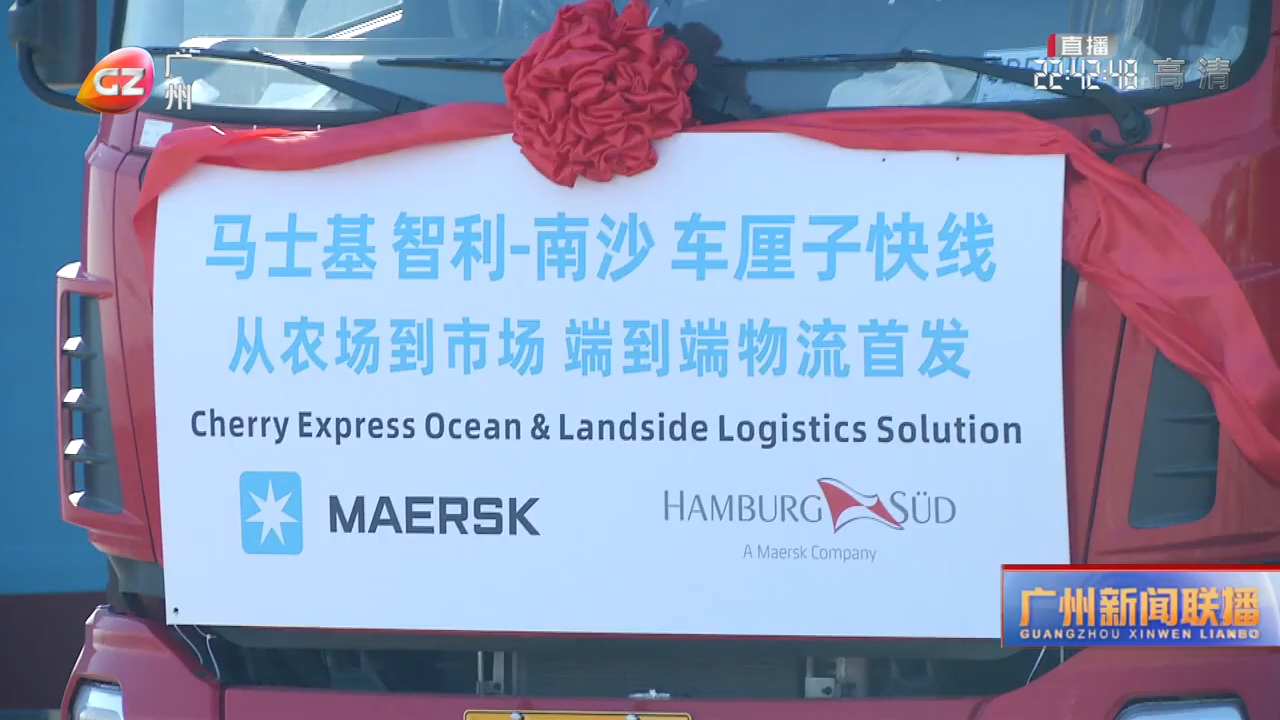 GZ 广州
直播
22:42:48 高清
马士基 智利-南沙 车厘子快线
从农场到市场 端到端物流首发
Cherry Express Ocean & Landside Logistics Solution
MAERSK
HAMBURG SÜD
A Maersk Company
广州新闻联播
GUANGZHOU XINWEN LIANBO